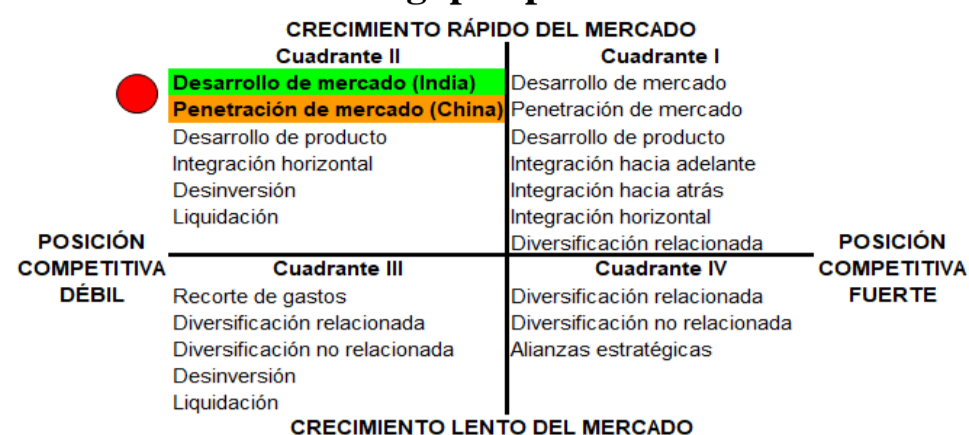 CRECIMIENTO RÁPIDO DEL MERCADO
Cuadrante II
Desarrollo de mercado (India)
Penetración de mercado (China)
Desarrollo de producto
Integración horizontal
Desinversión
Liquidación
Cuadrante I
Desarrollo de mercado
Penetración de mercado
Desarrollo de producto
Integración hacia adelante
Integración hacia atrás
Integración horizontal
Diversificación relacionada
POSICIÓN
COMPETITIVA
DÉBIL
POSICIÓN
COMPETITIVA
FUERTE
Cuadrante III
Recorte de gastos
Diversificación relacionada
Diversificación no relacionada
Desinversión
Liquidación
Cuadrante IV
Diversificación relacionada
Diversificación no relacionada
Alianzas estratégicas
CRECIMIENTO LENTO DEL MERCADO